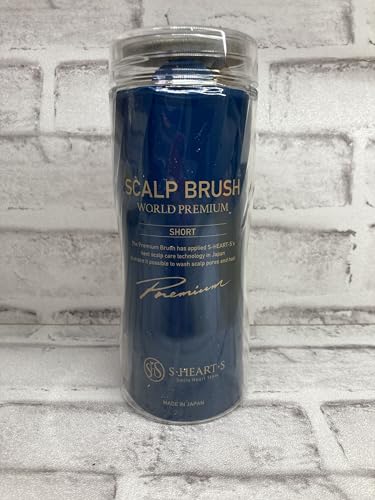 SCALP BRUSH
WORLD PREMIUM
SHORT
The Premium Brush has applied S-HEART-S's
best scalp care technology in Japan
possible to wash scalp pores and hair
Premium
S·HEART·S
MADE IN JAPAN